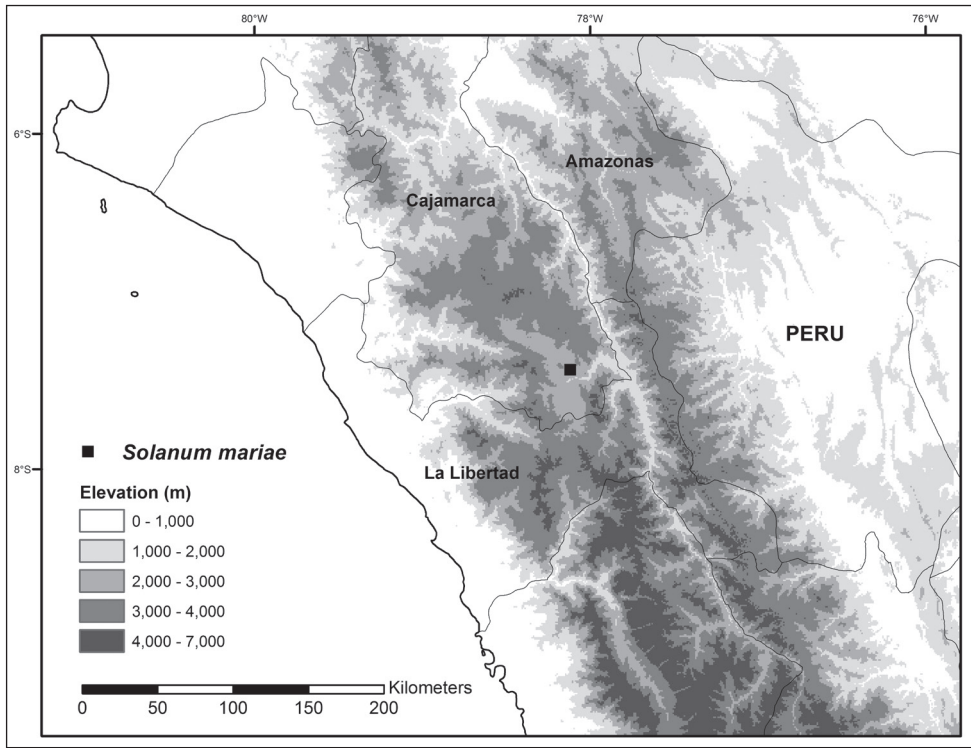 80°W 78°W 76°W
6°S
Amazonas
Cajamarca
PERU
Solanum mariae
8°S
La Libertad
Elevation (m)
0 - 1,000
1,000 - 2,000
2,000 - 3,000
3,000 - 4,000
4,000 - 7,000
Kilometers
0 50 100 150 200